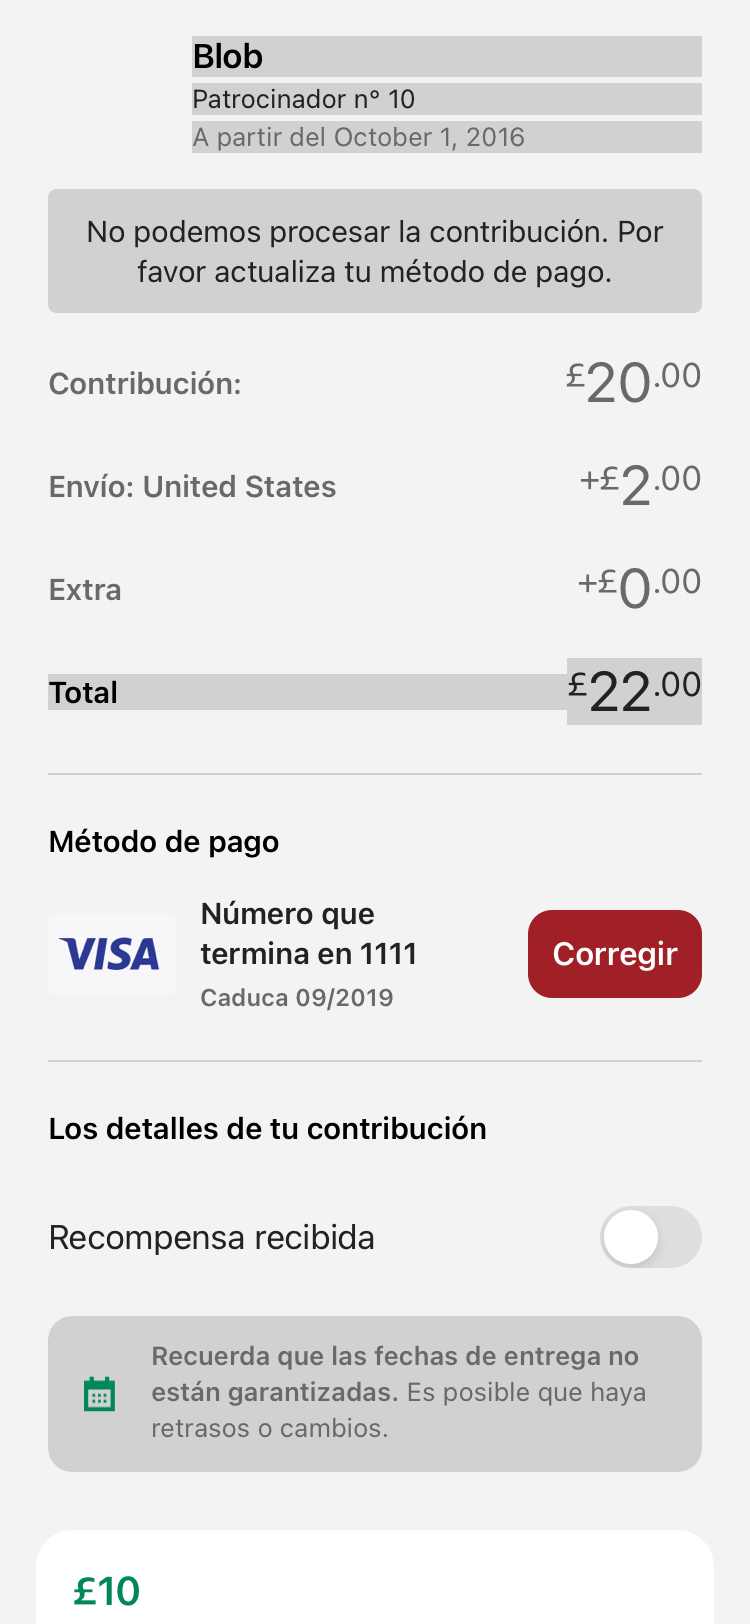 Blob
Patrocinador n° 10
A partir del October 1, 2016
No podemos procesar la contribución. Por
favor actualiza tu método de pago.
Contribución: £20.00
Envío: United States +£2.00
Extra +£0.00
Total £22.00
Método de pago
VISA
Número que
termina en 1111
Caduca 09/2019
Corregir
Los detalles de tu contribución
Recompensa recibida
Recuerda que las fechas de entrega no
están garantizadas. Es posible que haya
retrasos o cambios.
£10